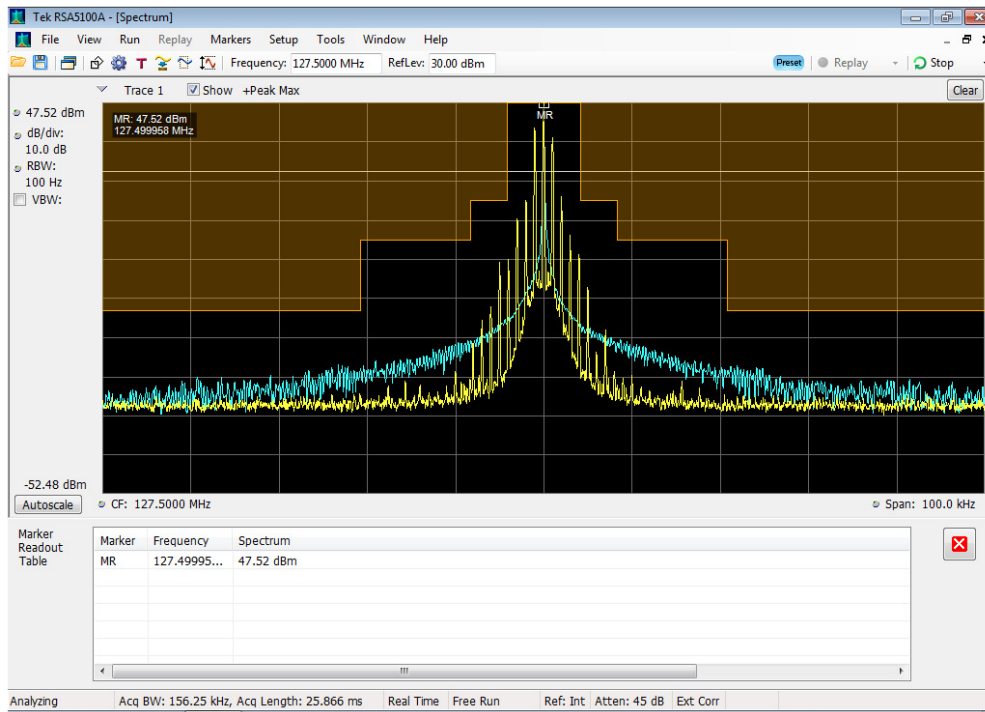 Tek RSA5100A - [Spectrum]
File View Run Replay Markers Setup Tools Window Help
T Frequency: 127.5000 MHz RefLev: 30.00 dBm Preset Replay Stop
Trace 1 Show +Peak Max Clear
47.52 dBm
dB/div:
10.0 dB
RBW:
100 Hz
VBW:
MR: 47.52 dBm
127.499958 MHz
MR
-52.48 dBm
Autoscale CF: 127.5000 MHz Span: 100.0 kHz
Marker
Readout
Table
Marker Frequency Spectrum
MR 127.49995... 47.52 dBm
Analyzing Acq BW: 156.25 kHz, Acq Length: 25.866 ms Real Time Free Run Ref: Int Atten: 45 dB Ext Corr